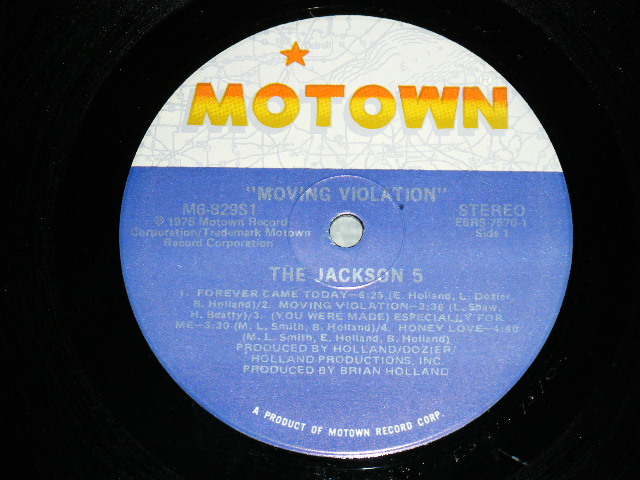 MOTOWN
"MOVING VIOLATION"
M6-829S1
℗ 1975 Motown Record
Corporation/Trademark Motown
Record Corporation
STEREO
E6RS-7570-1
Side 1
THE JACKSON 5
1. FOREVER CAME TODAY—6:25 (E. Holland, L. Dozier,
B. Holland)/2. MOVING VIOLATION—3:36 (L. Shaw,
H. Beatty)/3. (YOU WERE MADE) ESPECIALLY FOR
ME—3:30 (M. L. Smith, B. Holland)/4. HONEY LOVE—4:40
(M. L. Smith, E. Holland, B. Holland)
PRODUCED BY HOLLAND/DOZIER/
HOLLAND PRODUCTIONS, INC.
PRODUCED BY BRIAN HOLLAND
A PRODUCT OF MOTOWN RECORD CORP.